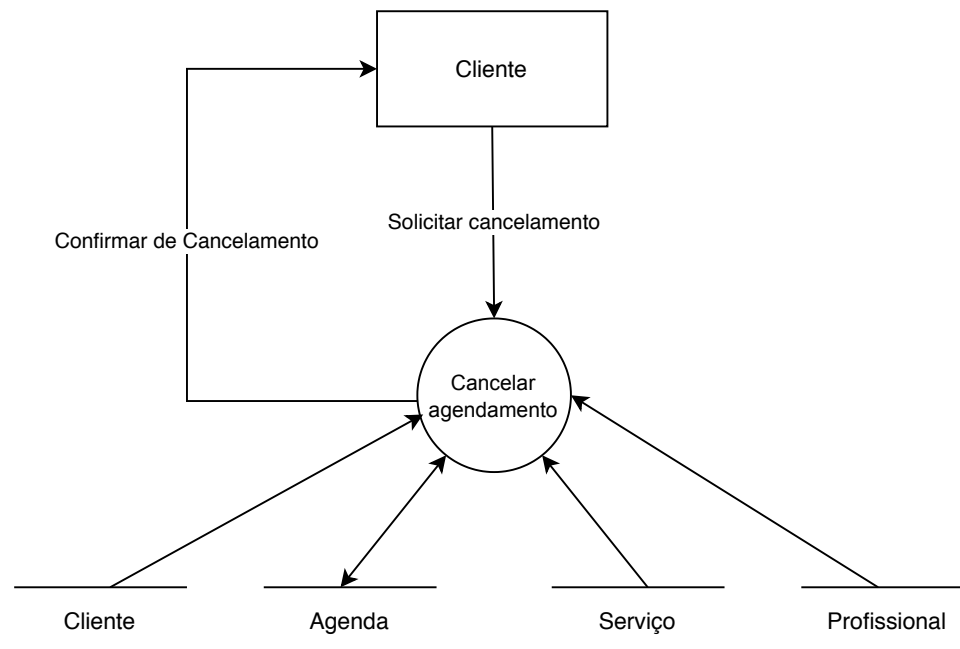 Cliente
Solicitar cancelamento
Confirmar de Cancelamento
Cancelar
agendamento
Cliente
Agenda
Serviço
Profissional